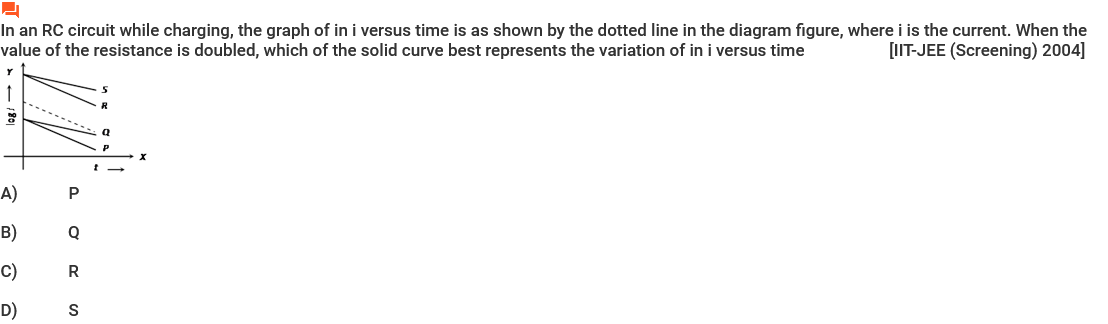 In an RC circuit while charging, the graph of in i versus time is as shown by the dotted line in the diagram figure, where i is the current. When the
value of the resistance is doubled, which of the solid curve best represents the variation of in i versus time [IIT-JEE (Screening) 2004]
Y
S
R
log i
Q
P
X
t
A) P
B) Q
C) R
D) S